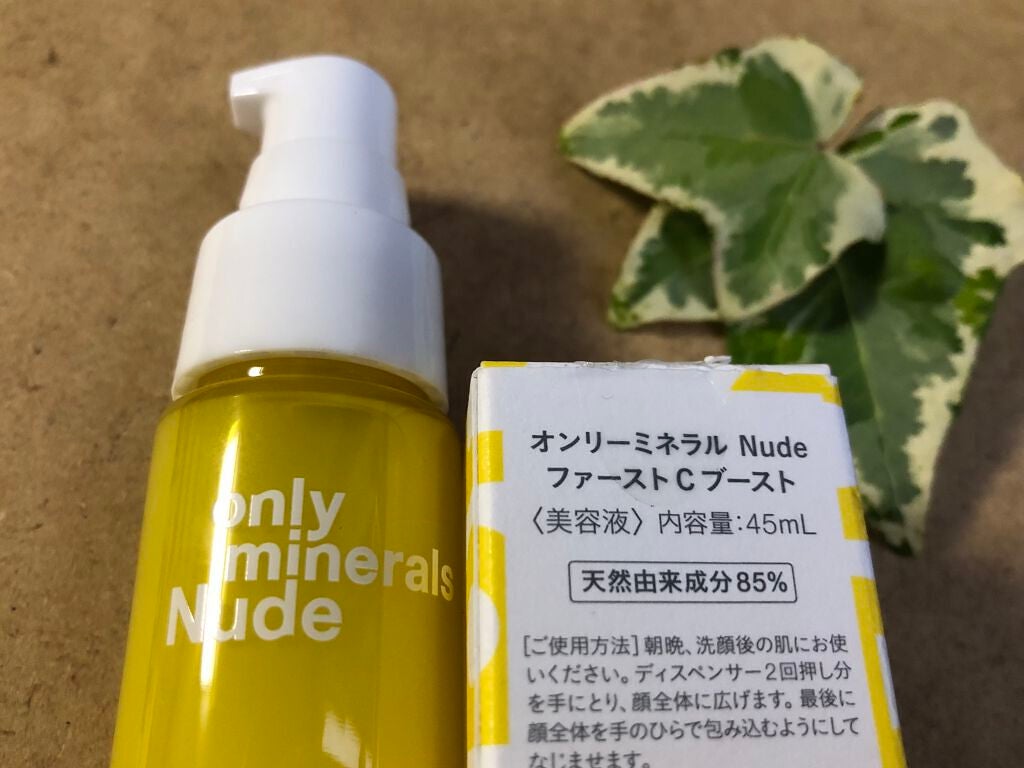 only
minerals
Nude
オンリーミネラル Nude
ファーストCブースト
〈美容液〉内容量:45mL
天然由来成分85%
[ご使用方法]朝晩、洗顔後の肌にお使
いください。ディスペンサー2回押し分
を手にとり、顔全体に広げます。最後に
顔全体を手のひらで包み込むようにして
なじませます。